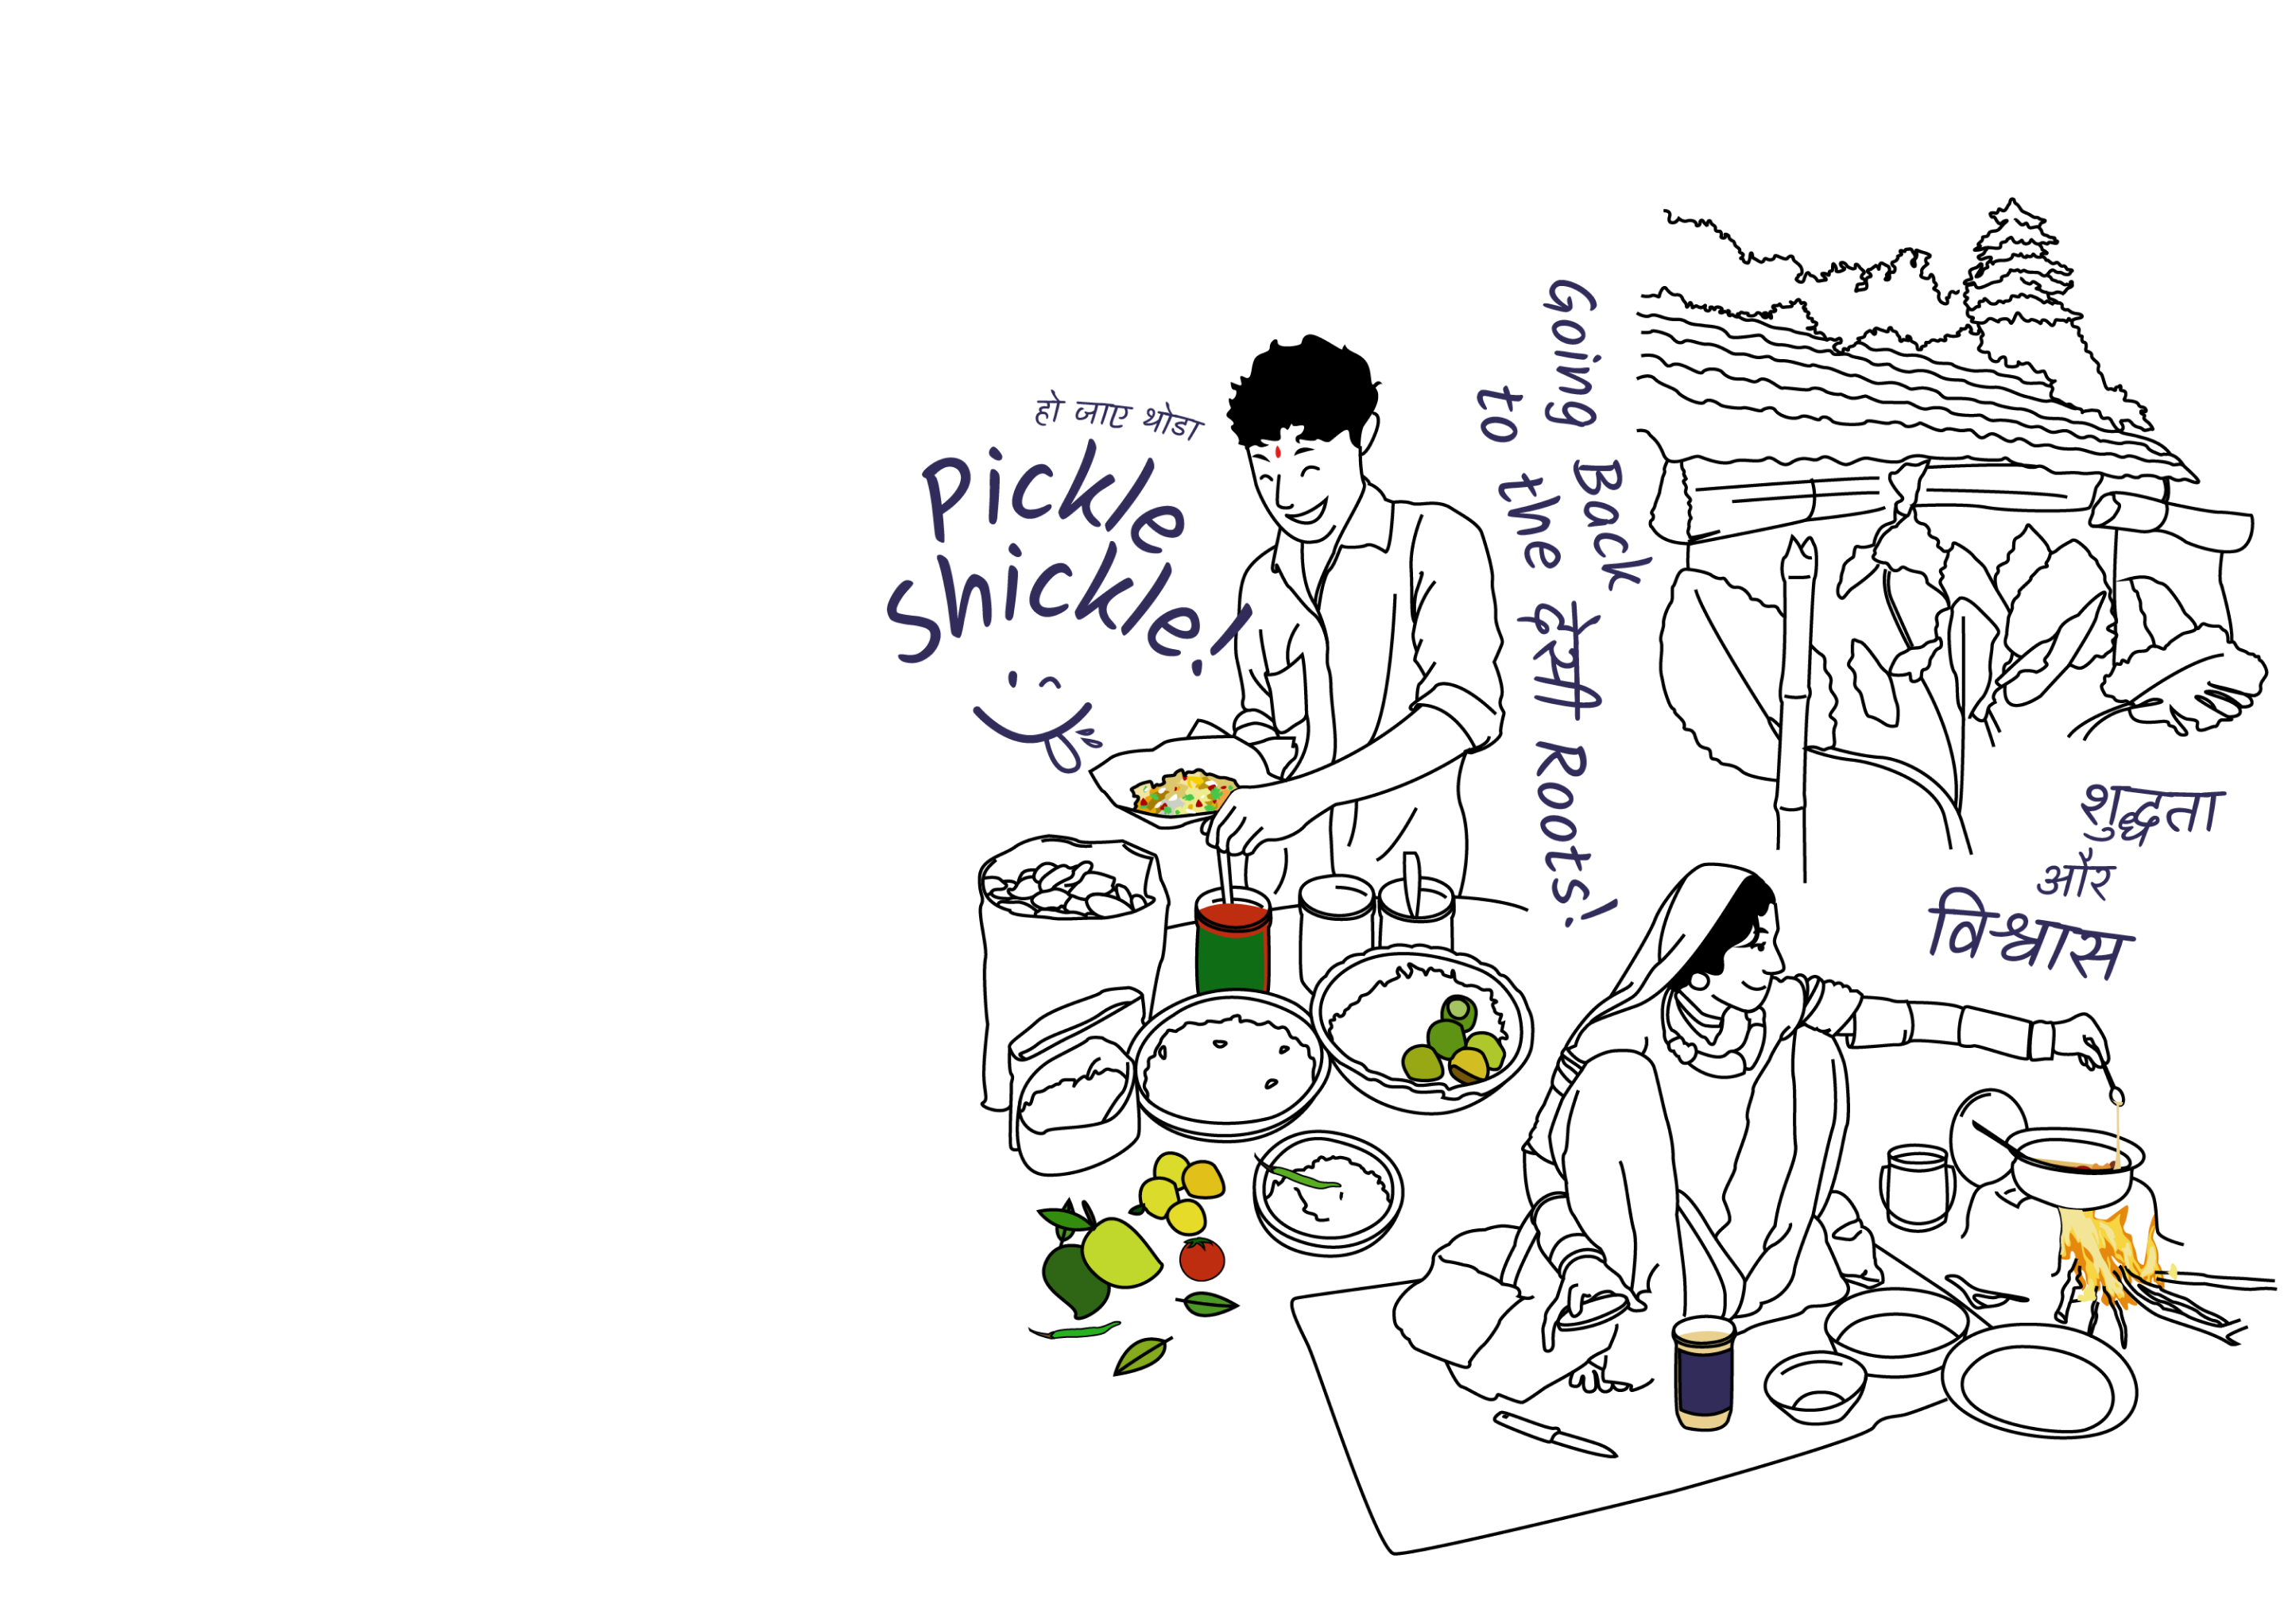 हो जाए थोडा
Pickle
Shickle!
Going Back
to the देसी Roots!
शुद्धता
और
विश्वास